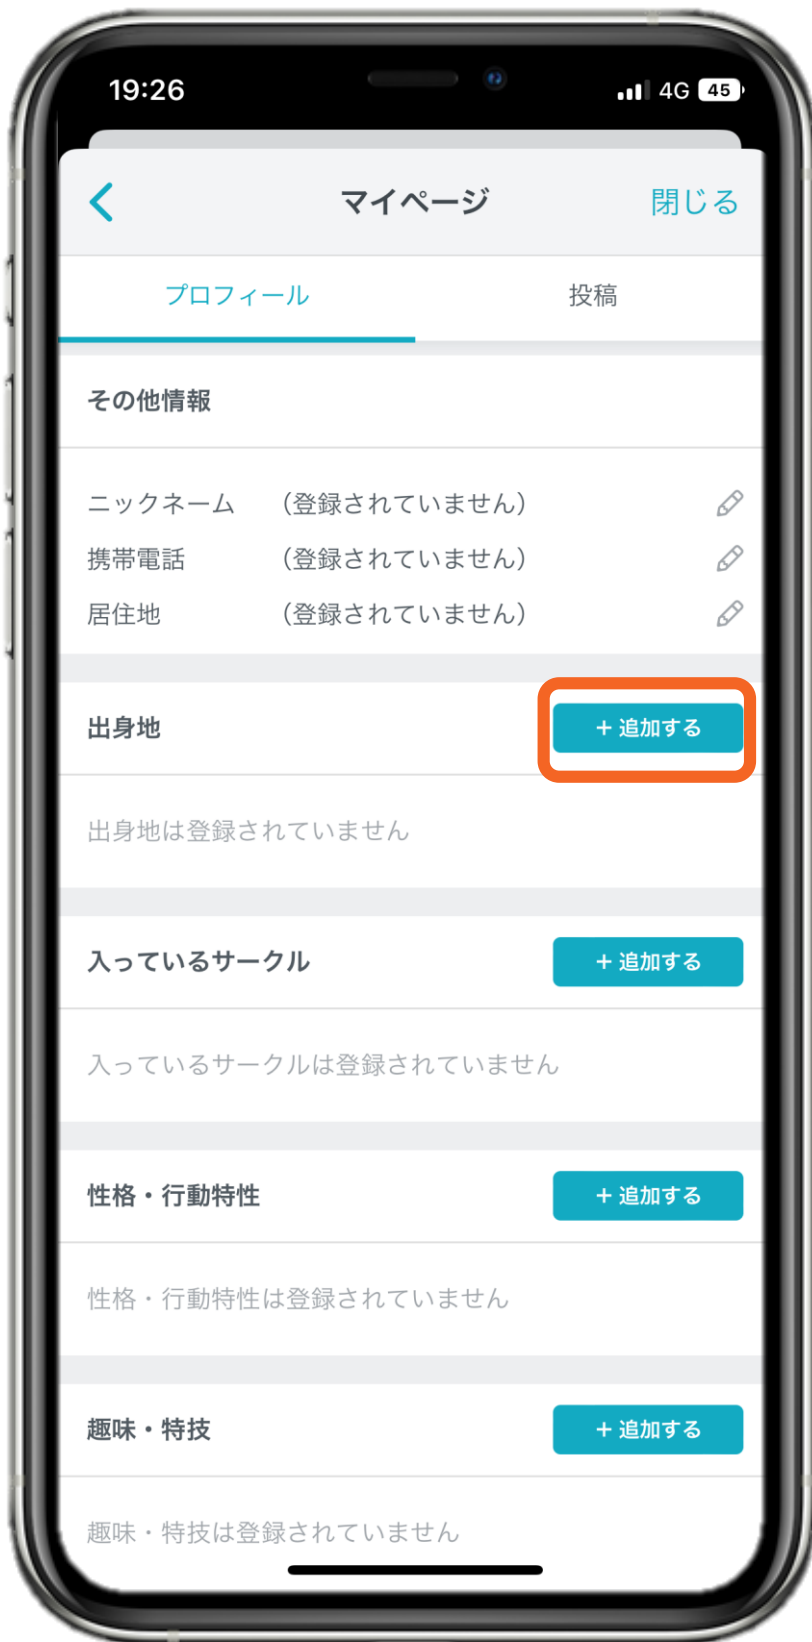 19:26
4G 45
マイページ
閉じる
プロフィール
投稿
その他情報
ニックネーム （登録されていません）
携帯電話 （登録されていません）
居住地 （登録されていません）
出身地
+ 追加する
出身地は登録されていません
入っているサークル
+ 追加する
入っているサークルは登録されていません
性格・行動特性
+ 追加する
性格・行動特性は登録されていません
趣味・特技
+ 追加する
趣味・特技は登録されていません